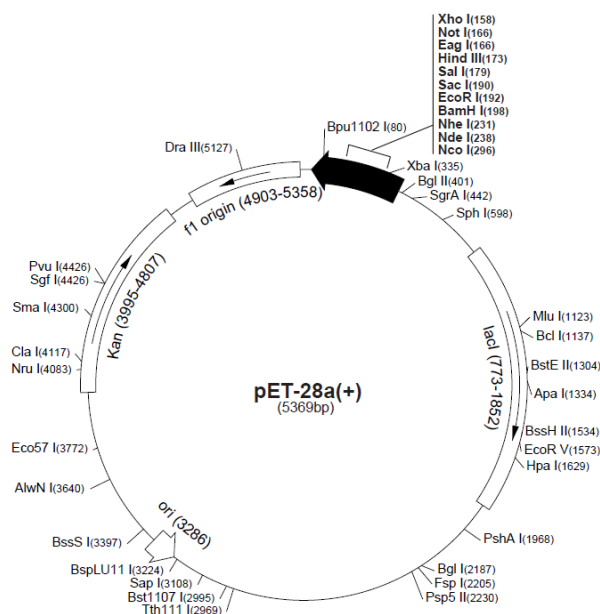 Xho I(158)
Not I(166)
Eag I(166)
Hind III(173)
Sal I(179)
Sac I(190)
EcoR I(192)
BamH I(198)
Nhe I(231)
Nde I(238)
Nco I(296)
Bpu1102 I(80)
Dra III(5127)
Xba I(335)
Bgl II(401)
SgrA I(442)
Sph I(598)
f1 origin (4903-5358)
Pvu I(4426)
Sgf I(4426)
Sma I(4300)
Kan (3995-4807)
Cla I(4117)
Nru I(4083)
Mlu I(1123)
Bcl I(1137)
lacI (773-1852)
BstE II(1304)
Apa I(1334)
pET-28a(+)
(5369bp)
BssH II(1534)
EcoR V(1573)
Hpa I(1629)
Eco57 I(3772)
AlwN I(3640)
ori (3286)
BssS I(3397)
PshA I(1968)
BspLU11 I(3224)
Sap I(3108)
Bst1107 I(2995)
Tth111 I(2969)
Bgl I(2187)
Fsp I(2205)
Psp5 II(2230)